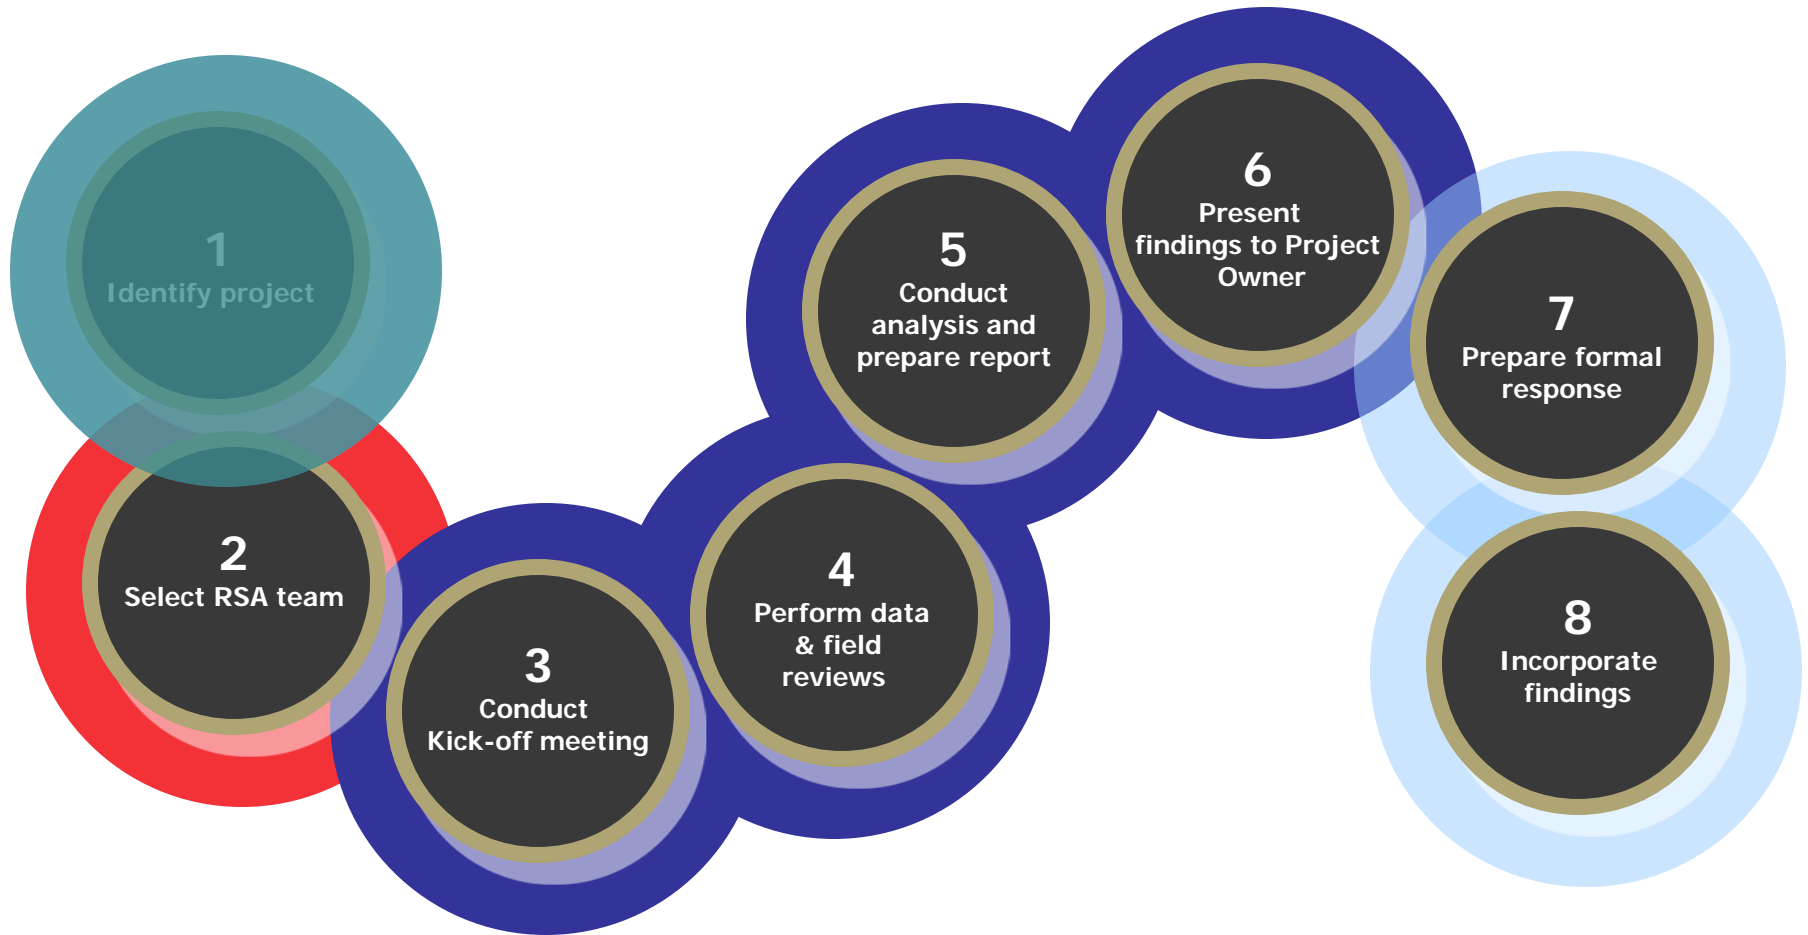 1
Identify project
2
Select RSA team
3
Conduct
Kick-off meeting
4
Perform data
& field
reviews
5
Conduct
analysis and
prepare report
6
Present
findings to Project
Owner
7
Prepare formal
response
8
Incorporate
findings